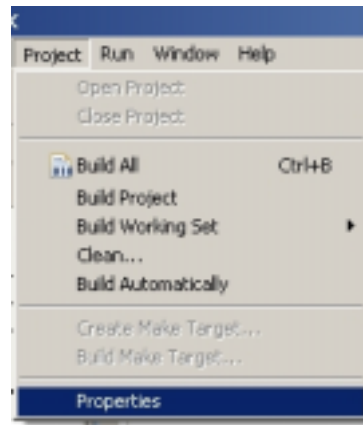 Project Run Window Help
Open Project
Close Project
Build All Ctrl+B
Build Project
Build Working Set
Clean...
Build Automatically
Create Make Target...
Build Make Target...
Properties